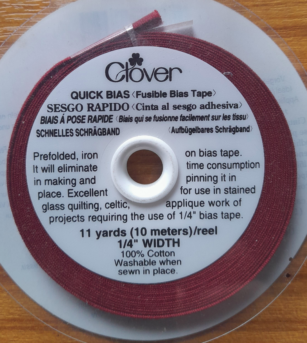 Clover
QUICK BIAS (Fusible Bias Tape)
SESGO RAPIDO (Cinta al sesgo adhesiva)
BIAIS À POSE RAPIDE (Biais qui se fusionne facilement sur les tissu)
SCHNELLES SCHRÄGBAND (Aufbügelbares Schrägband)
Prefolded, iron on bias tape.
It will eliminate time consumption
in making and pinning it in
place. Excellent for use in stained
glass quilting, celtic, applique work of
projects requiring the use of 1/4" bias tape.
11 yards (10 meters)/reel
1/4" WIDTH
100% Cotton
Washable when
sewn in place.